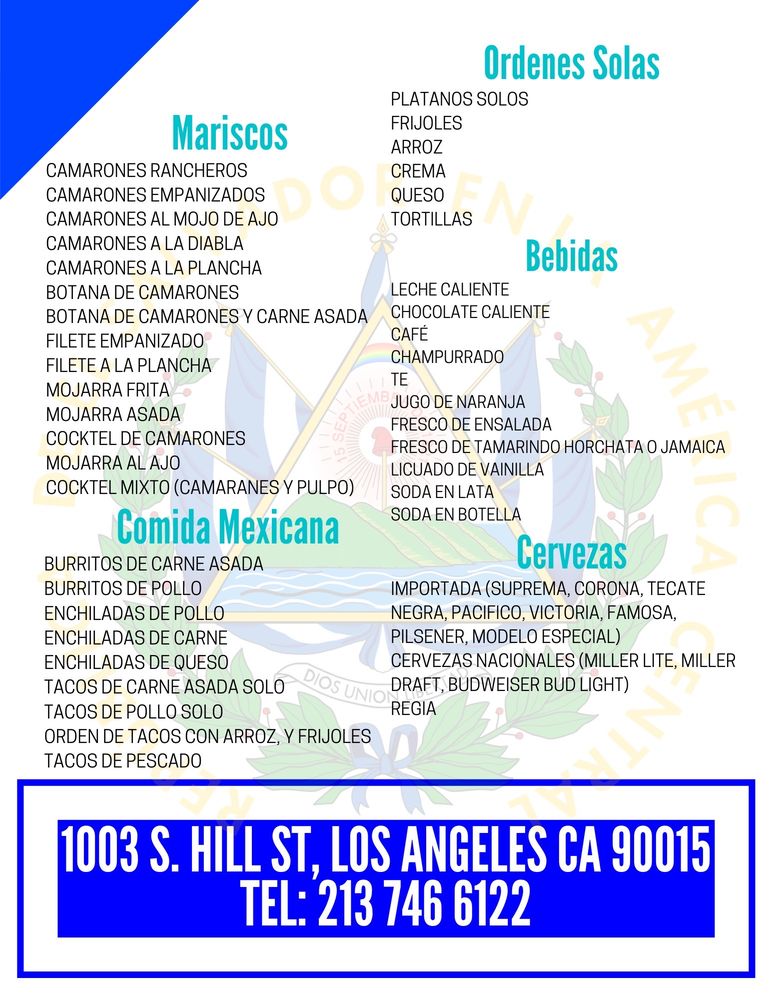 Mariscos
CAMARONES RANCHEROS
CAMARONES EMPANIZADOS
CAMARONES AL MOJO DE AJO
CAMARONES A LA DIABLA
CAMARONES A LA PLANCHA
BOTANA DE CAMARONES
BOTANA DE CAMARONES Y CARNE ASADA
FILETE EMPANIZADO
FILETE A LA PLANCHA
MOJARRA FRITA
MOJARRA ASADA
COCKTEL DE CAMARONES
MOJARRA AL AJO
COCKTEL MIXTO (CAMARANES Y PULPO)
Comida Mexicana
BURRITOS DE CARNE ASADA
BURRITOS DE POLLO
ENCHILADAS DE POLLO
ENCHILADAS DE CARNE
ENCHILADAS DE QUESO
TACOS DE CARNE ASADA SOLO
TACOS DE POLLO SOLO
ORDEN DE TACOS CON ARROZ, Y FRIJOLES
TACOS DE PESCADO
Ordenes Solas
PLATANOS SOLOS
FRIJOLES
ARROZ
CREMA
QUESO
TORTILLAS
Bebidas
LECHE CALIENTE
CHOCOLATE CALIENTE
CAFÉ
CHAMPURRADO
TE
JUGO DE NARANJA
FRESCO DE ENSALADA
FRESCO DE TAMARINDO HORCHATA O JAMAICA
LICUADO DE VAINILLA
SODA EN LATA
SODA EN BOTELLA
Cervezas
IMPORTADA (SUPREMA, CORONA, TECATE
NEGRA, PACIFICO, VICTORIA, FAMOSA,
PILSENER, MODELO ESPECIAL)
CERVEZAS NACIONALES (MILLER LITE, MILLER
DRAFT, BUDWEISER BUD LIGHT)
REGIA
DIOS UNION LIBERTAD
1003 S. HILL ST, LOS ANGELES CA 90015
TEL: 213 746 6122